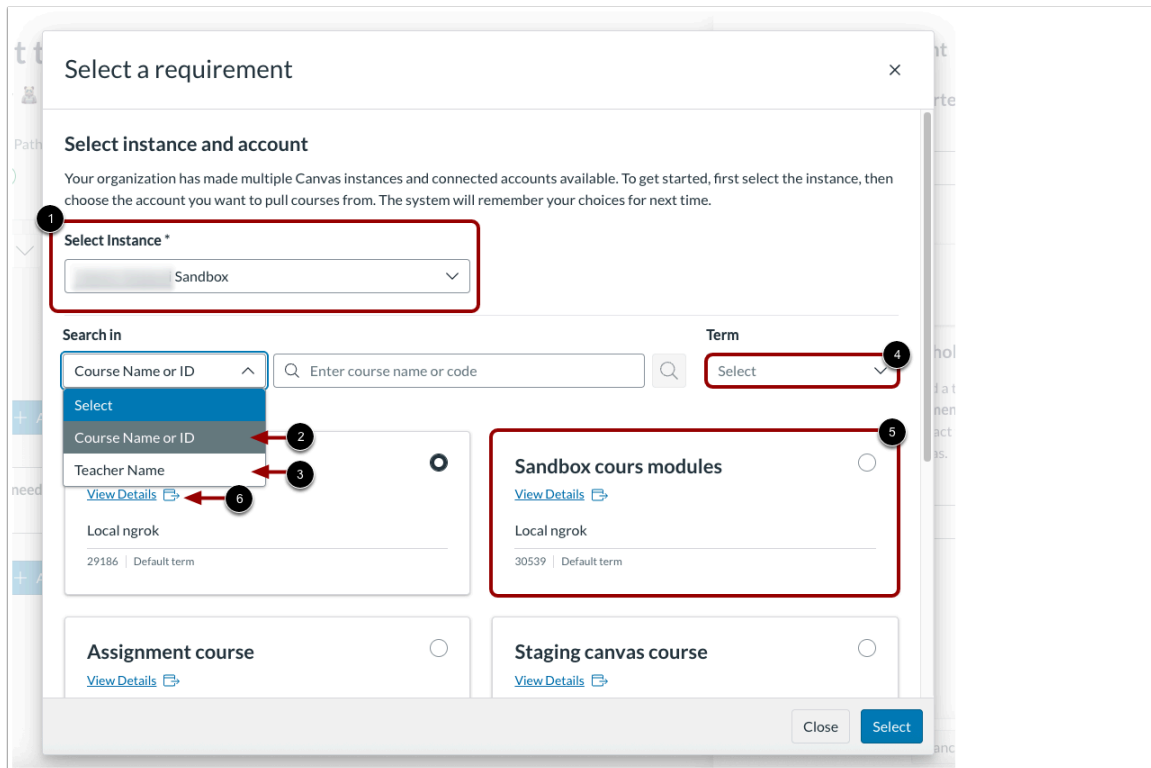 Select a requirement
Select instance and account
Your organization has made multiple Canvas instances and connected accounts available. To get started, first select the instance, then
choose the account you want to pull courses from. The system will remember your choices for next time.
1
Select Instance *
Sandbox
Search in
Term
4
Course Name or ID
Enter course name or code
Select
Select
Course Name or ID
2
Teacher Name
3
5
View Details
6
Local ngrok
29186
Default term
Sandbox cours modules
View Details
Local ngrok
30539
Default term
Assignment course
View Details
Staging canvas course
View Details
Close
Select
Path
need